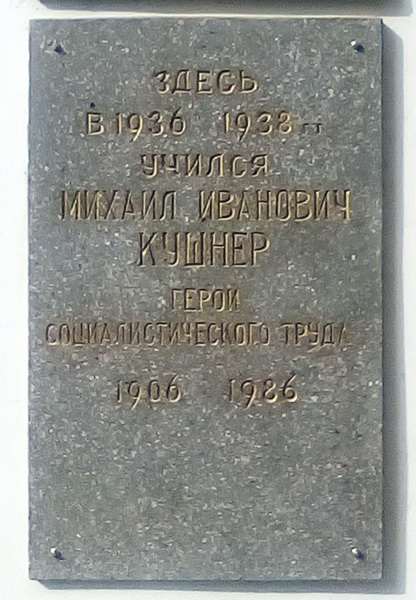 ЗДЕСЬ
В 1936 1938 гг
УЧИЛСЯ
МИХАИЛ ИВАНОВИЧ
КУШНЕР
ГЕРОЙ
СОЦИАЛИСТИЧЕСКОГО ТРУДА
1906 1986